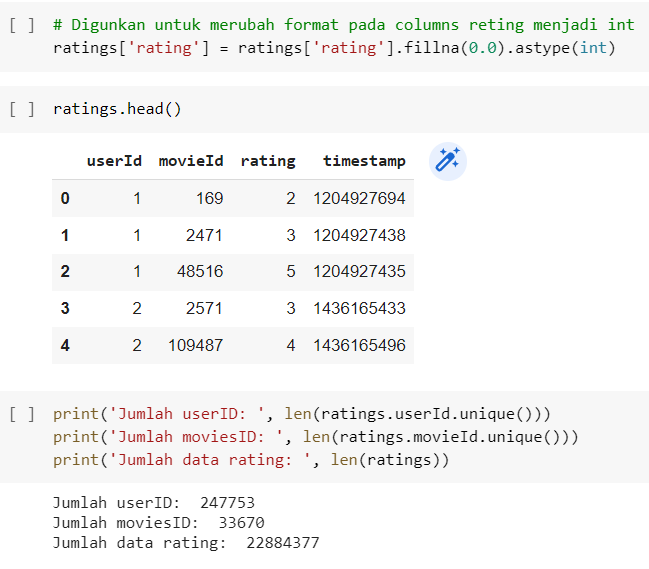 [ ] # Digunkan untuk merubah format pada columns reting menjadi int
ratings['rating'] = ratings['rating'].fillna(0.0).astype(int)
[ ] ratings.head()
userId movieId rating timestamp
0 1 169 2 1204927694
1 1 2471 3 1204927438
2 1 48516 5 1204927435
3 2 2571 3 1436165433
4 2 109487 4 1436165496
[ ] print('Jumlah userID: ', len(ratings.userId.unique()))
print('Jumlah moviesID: ', len(ratings.movieId.unique()))
print('Jumlah data rating: ', len(ratings))
Jumlah userID:  247753
Jumlah moviesID:  33670
Jumlah data rating:  22884377